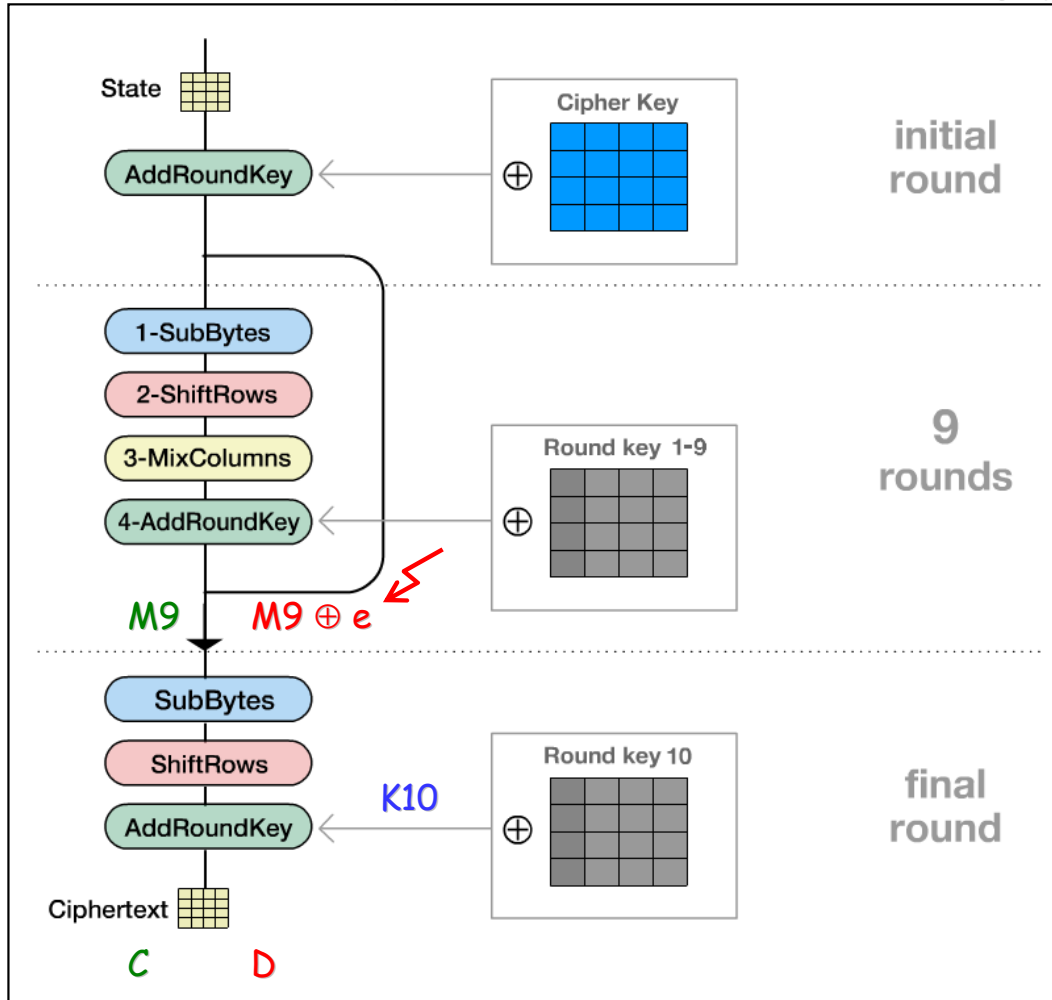 State
Cipher Key
AddRoundKey
⊕
initial
round
1-SubBytes
2-ShiftRows
3-MixColumns
4-AddRoundKey
Round key 1-9
⊕
9
rounds
M9
M9 ⊕ e
SubBytes
ShiftRows
AddRoundKey
K10
Round key 10
⊕
final
round
Ciphertext
C
D